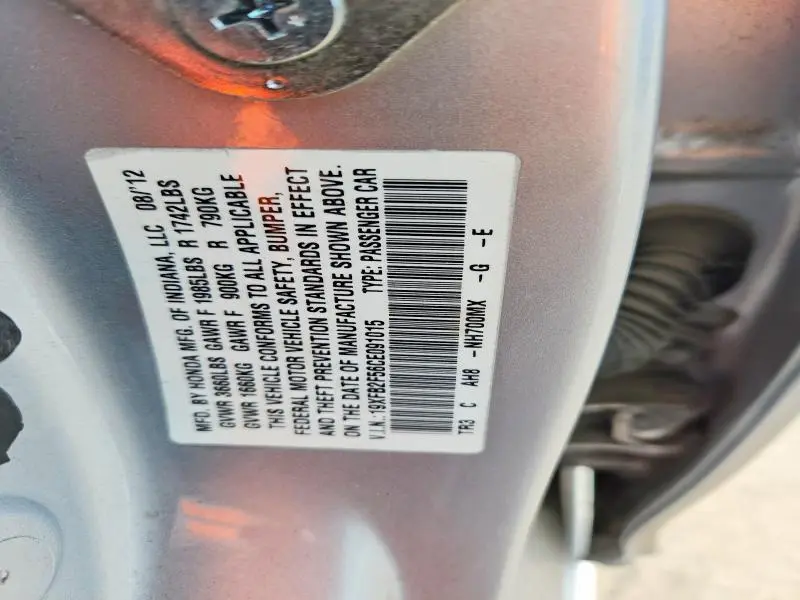 MFD. BY HONDA MFG. OF INDIANA, LLC 08/'12
GVWR 3660LBS GAWR F 1985LBS R 1742LBS
GVWR 1660KG GAWR F 900KG R 790KG
THIS VEHICLE CONFORMS TO ALL APPLICABLE
FEDERAL MOTOR VEHICLE SAFETY, BUMPER,
AND THEFT PREVENTION STANDARDS IN EFFECT
ON THE DATE OF MANUFACTURE SHOWN ABOVE.
V.I.N.: 19XFB2F56CE091015 TYPE: PASSENGER CAR
TR3 C AH8 -NH700MX -G -E